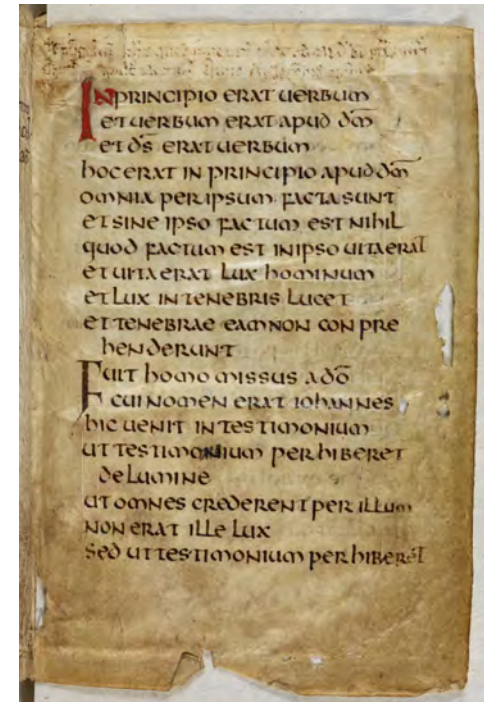 IN PRINCIPIO ERAT UERBUM
ET UERBUM ERAT APUD DM̄
ET DS̄ ERAT UERBUM
HOC ERAT IN PRINCIPIO APUD DM̄
OMNIA PER IPSUM FACTA SUNT
ET SINE IPSO FACTUM EST NIHIL
QUOD FACTUM EST IN IPSO UITA ERAT
ET UITA ERAT LUX HOMINUM
ET LUX IN TENEBRIS LUCET
ET TENEBRAE EAM NON CON PRE
HENDERUNT
FUIT HOMO MISSUS A DŌ
CUI NOMEN ERAT IOHANNES
HIC UENIT IN TESTIMONIUM
UT TESTIMONIUM PERHIBERET
DE LUMINE
UT OMNES CREDERENT PER ILLUM
NON ERAT ILLE LUX
SED UT TESTIMONIUM PERHIBERET